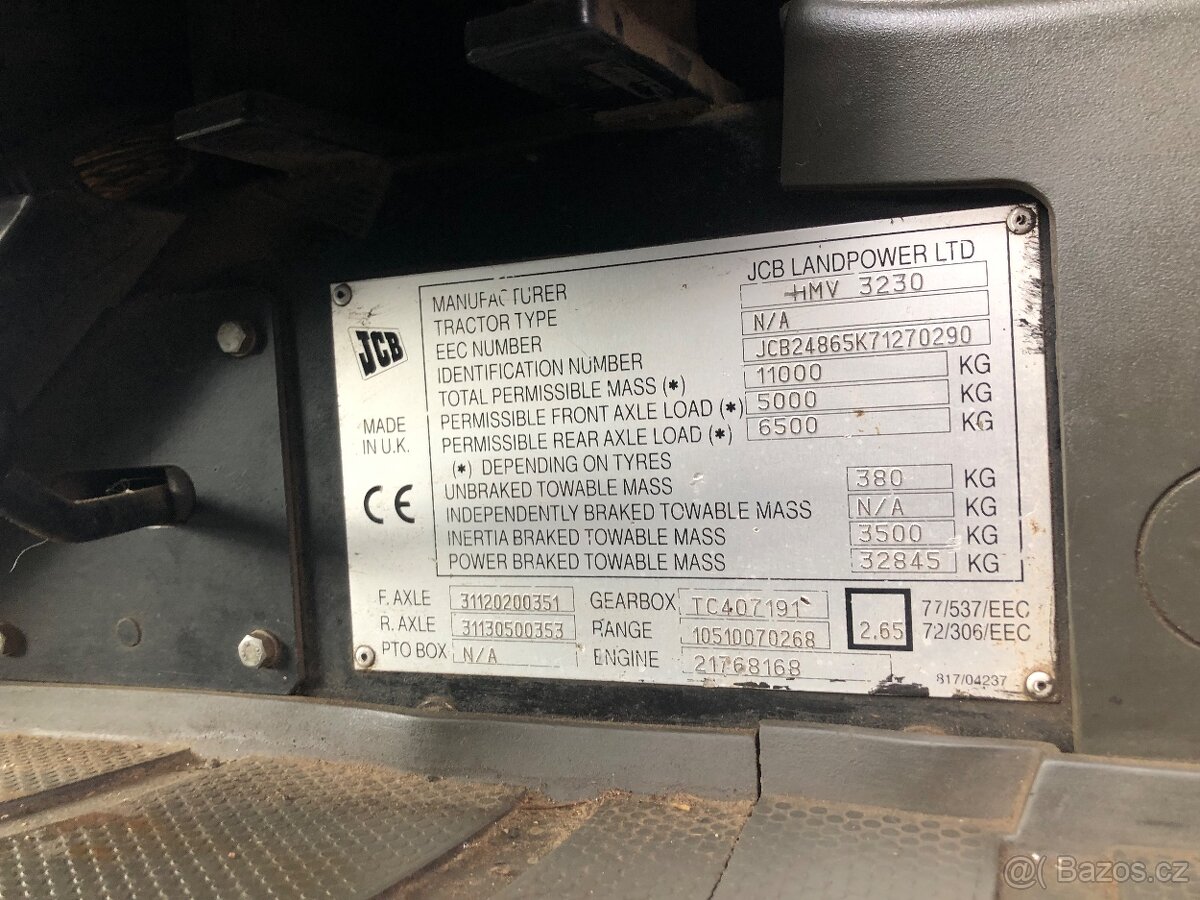 JCB
MADE
IN U.K.
CE
MANUFACTURER JCB LANDPOWER LTD
TRACTOR TYPE HMV 3230
EEC NUMBER N/A
IDENTIFICATION NUMBER JCB24865K71270290
TOTAL PERMISSIBLE MASS (*) 11000 KG
PERMISSIBLE FRONT AXLE LOAD (*) 5000 KG
PERMISSIBLE REAR AXLE LOAD (*) 6500 KG
(*) DEPENDING ON TYRES
UNBRAKED TOWABLE MASS 380 KG
INDEPENDENTLY BRAKED TOWABLE MASS N/A KG
INERTIA BRAKED TOWABLE MASS 3500 KG
POWER BRAKED TOWABLE MASS 32845 KG
F. AXLE 31120200351 GEARBOX TC407191 2.65 77/537/EEC
R. AXLE 31130500353 RANGE 10510070268 72/306/EEC
PTO BOX N/A ENGINE 21768168
817/04237
Bazos.cz